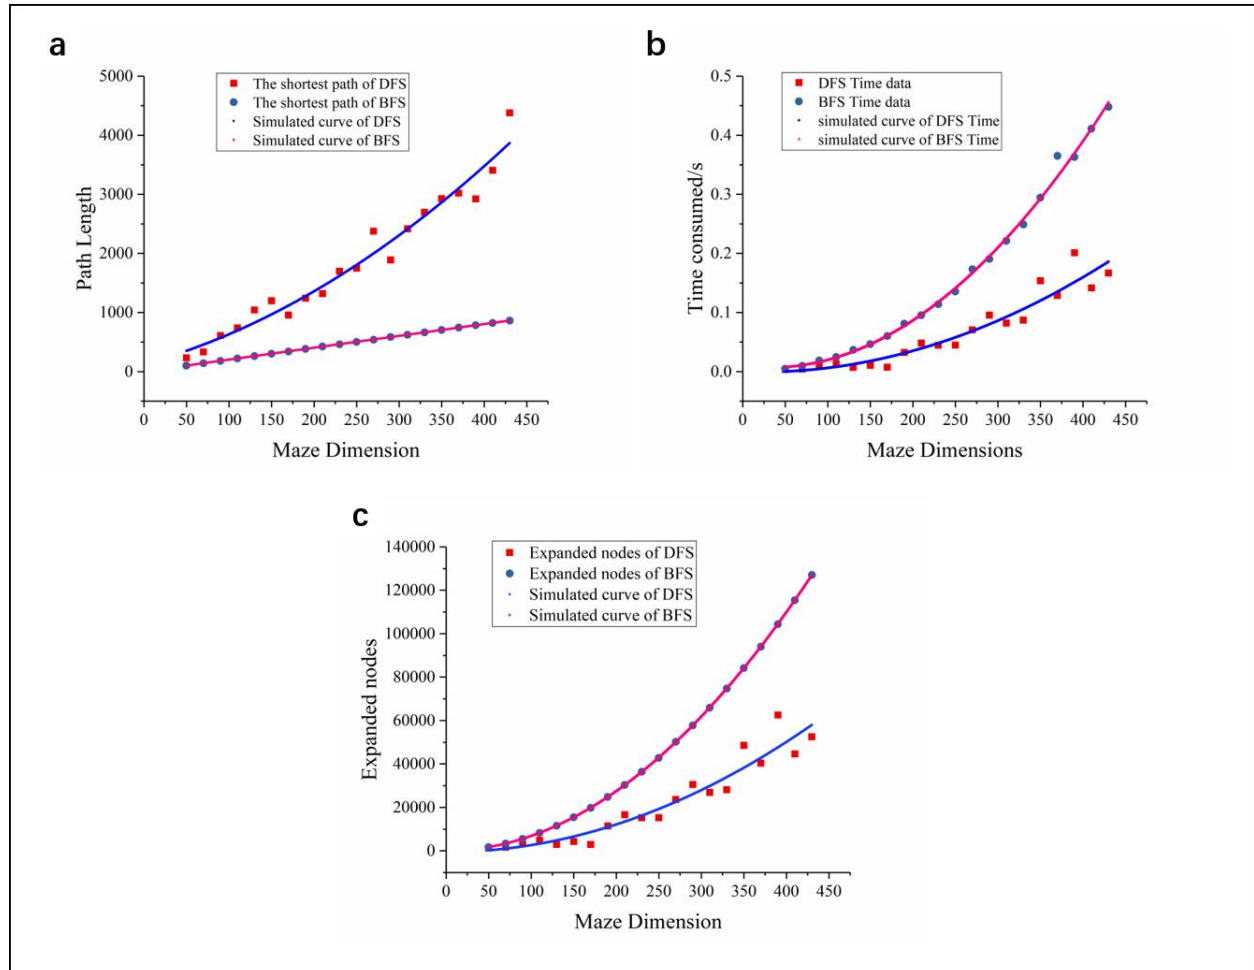 a
The shortest path of DFS
The shortest path of BFS
Simulated curve of DFS
Simulated curve of BFS
5000
4000
3000
2000
1000
0
Path Length
0 50 100 150 200 250 300 350 400 450
Maze Dimension
b
DFS Time data
BFS Time data
simulated curve of DFS Time
simulated curve of BFS Time
0.5
0.4
0.3
0.2
0.1
0.0
Time consumed/s
0 50 100 150 200 250 300 350 400 450
Maze Dimensions
c
Expanded nodes of DFS
Expanded nodes of BFS
Simulated curve of DFS
Simulated curve of BFS
140000
120000
100000
80000
60000
40000
20000
0
Expanded nodes
0 50 100 150 200 250 300 350 400 450
Maze Dimension